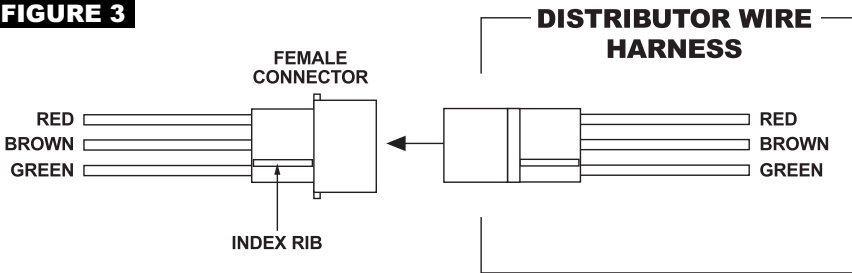 FIGURE 3
DISTRIBUTOR WIRE
HARNESS
FEMALE
CONNECTOR
RED
BROWN
GREEN
RED
BROWN
GREEN
INDEX RIB